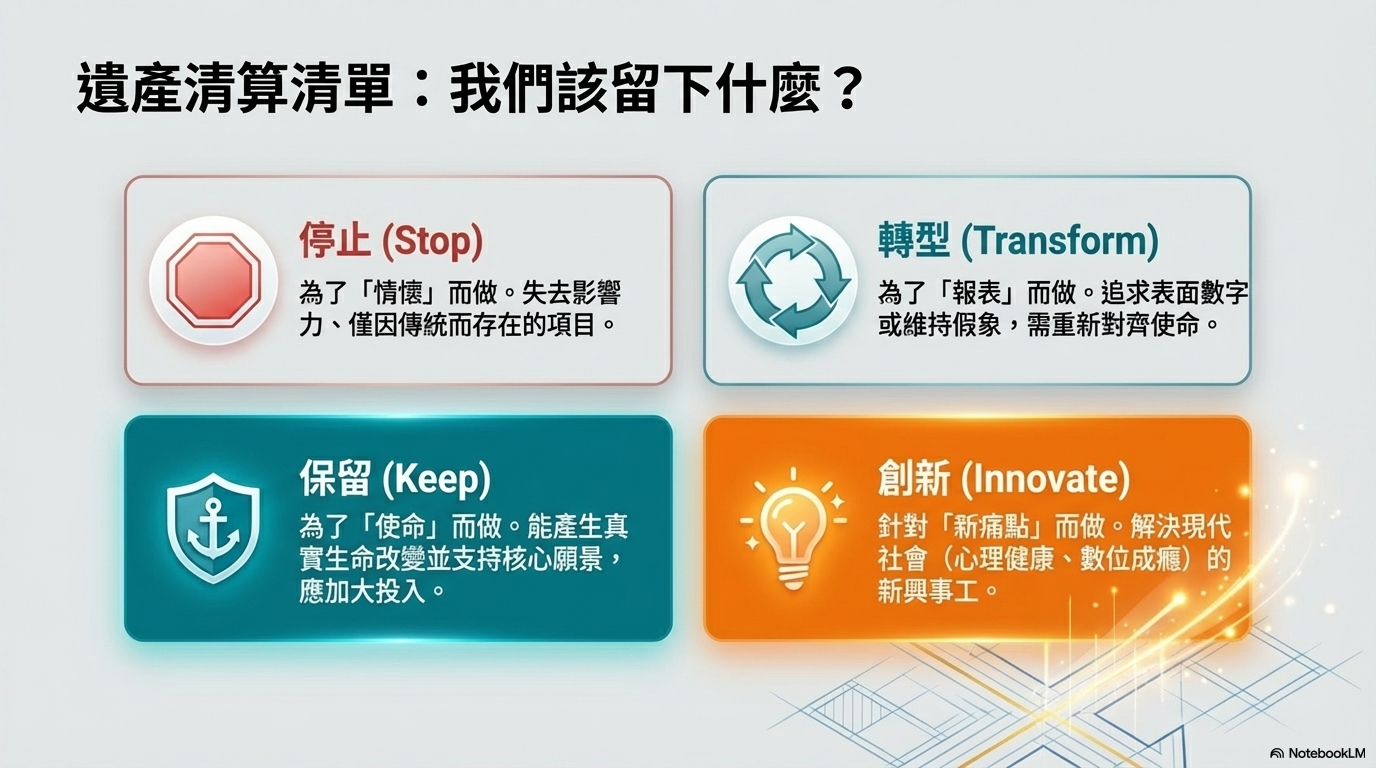 遺產清算清單：我們該留下什麼？
停止 (Stop)
為了「情懷」而做。失去影響
力、僅因傳統而存在的項目。
轉型 (Transform)
為了「報表」而做。追求表面數字
或維持假象，需重新對齊使命。
保留 (Keep)
為了「使命」而做。能產生真
實生命改變並支持核心願景，
應加大投入。
創新 (Innovate)
針對「新痛點」而做。解決現代
社會（心理健康、數位成癮）的
新興事工。
NotebookLM